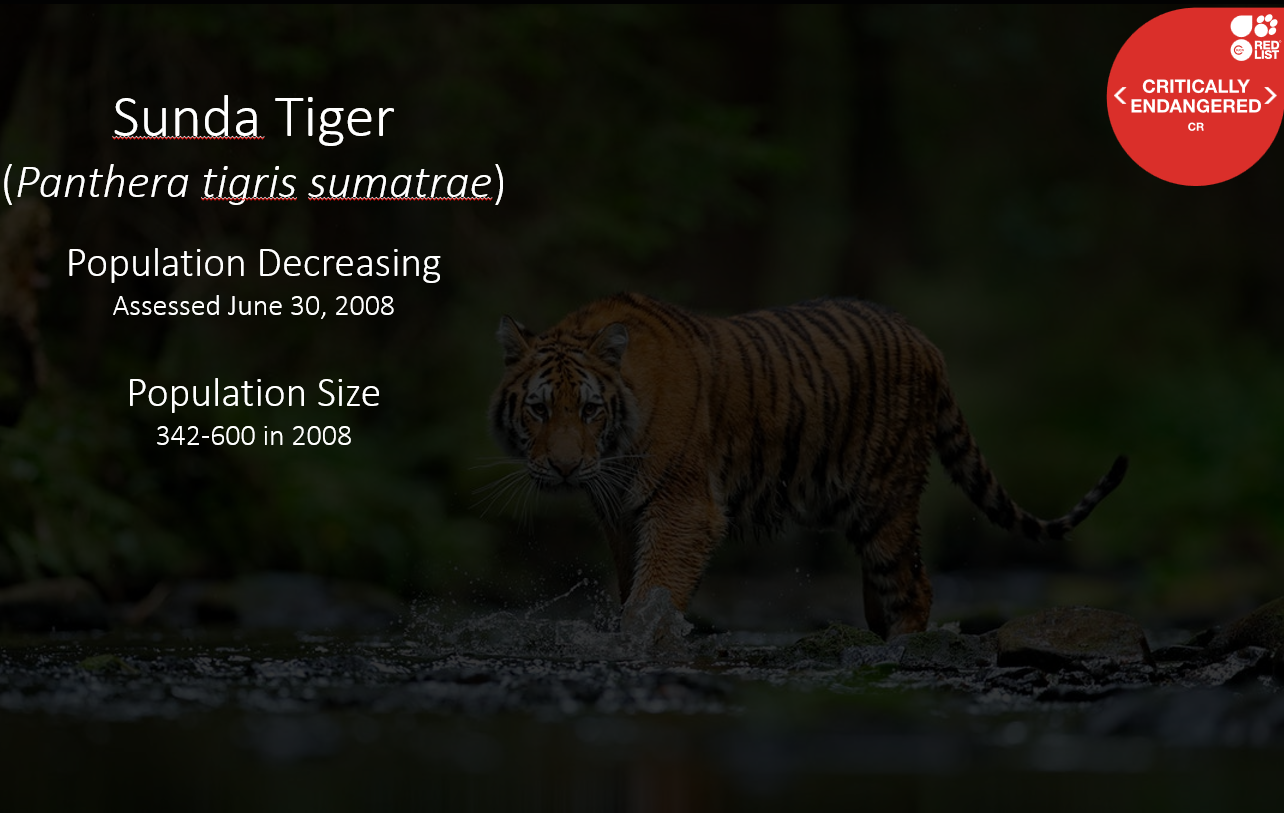 Sunda Tiger
(Panthera tigris sumatrae)
Population Decreasing
Assessed June 30, 2008
Population Size
342-600 in 2008
RED
LIST
< CRITICALLY
ENDANGERED >
CR